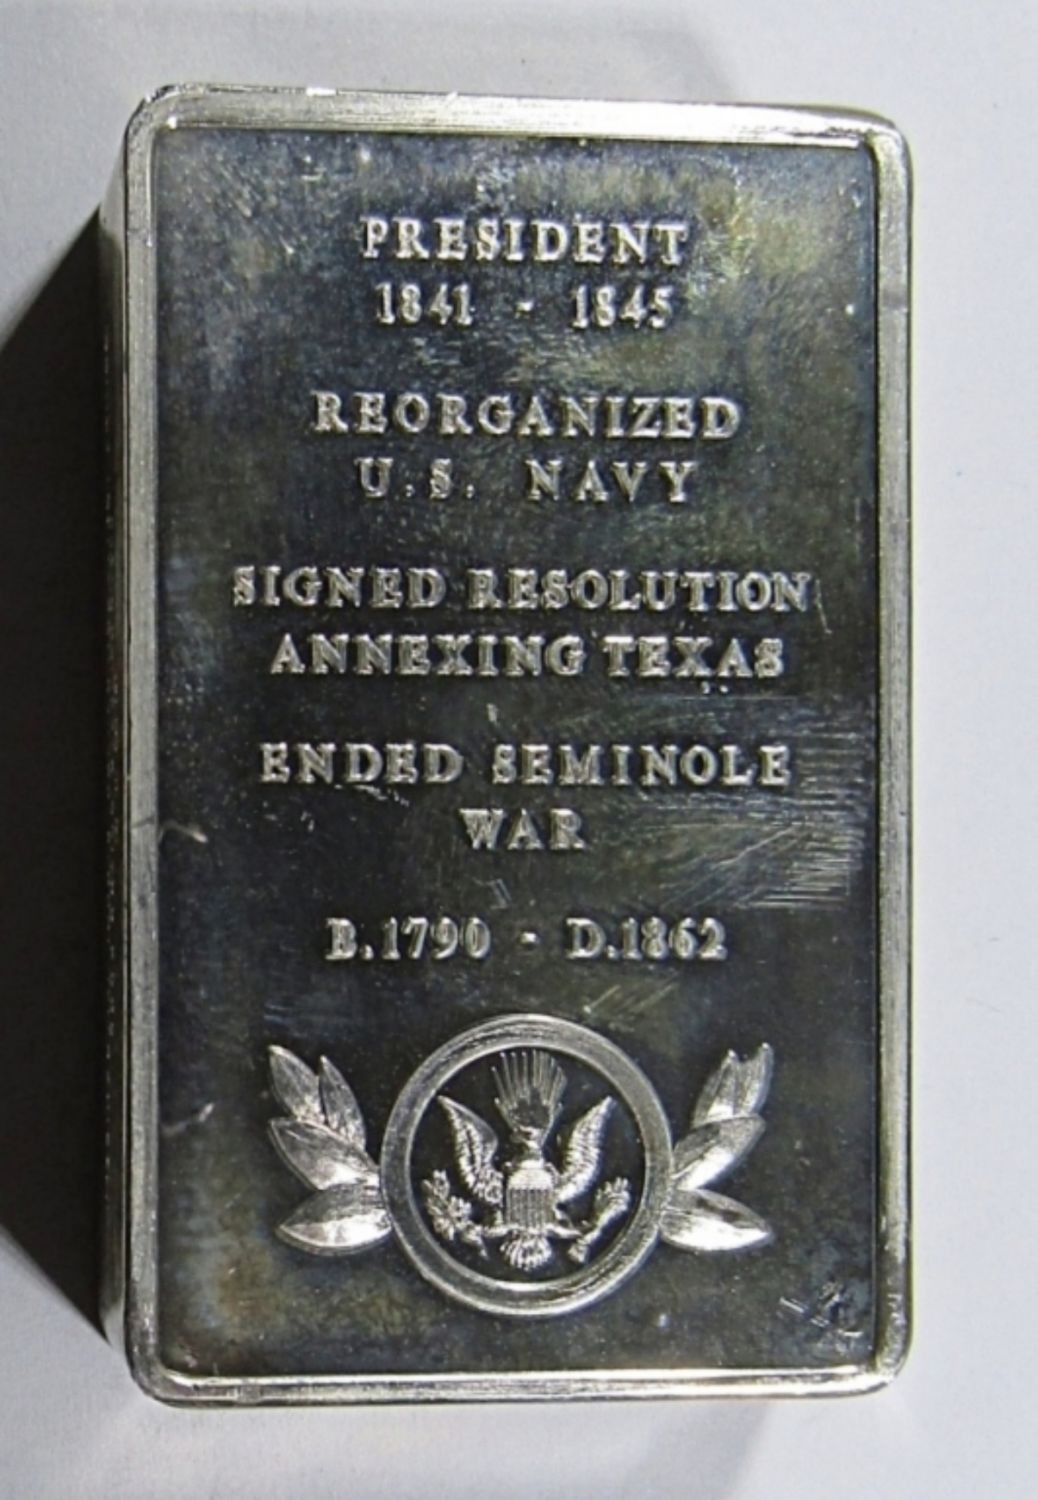 PRESIDENT
1841 - 1845
REORGANIZED
U.S. NAVY
SIGNED RESOLUTION
ANNEXING TEXAS
ENDED SEMINOLE
WAR
B.1790 - D.1862